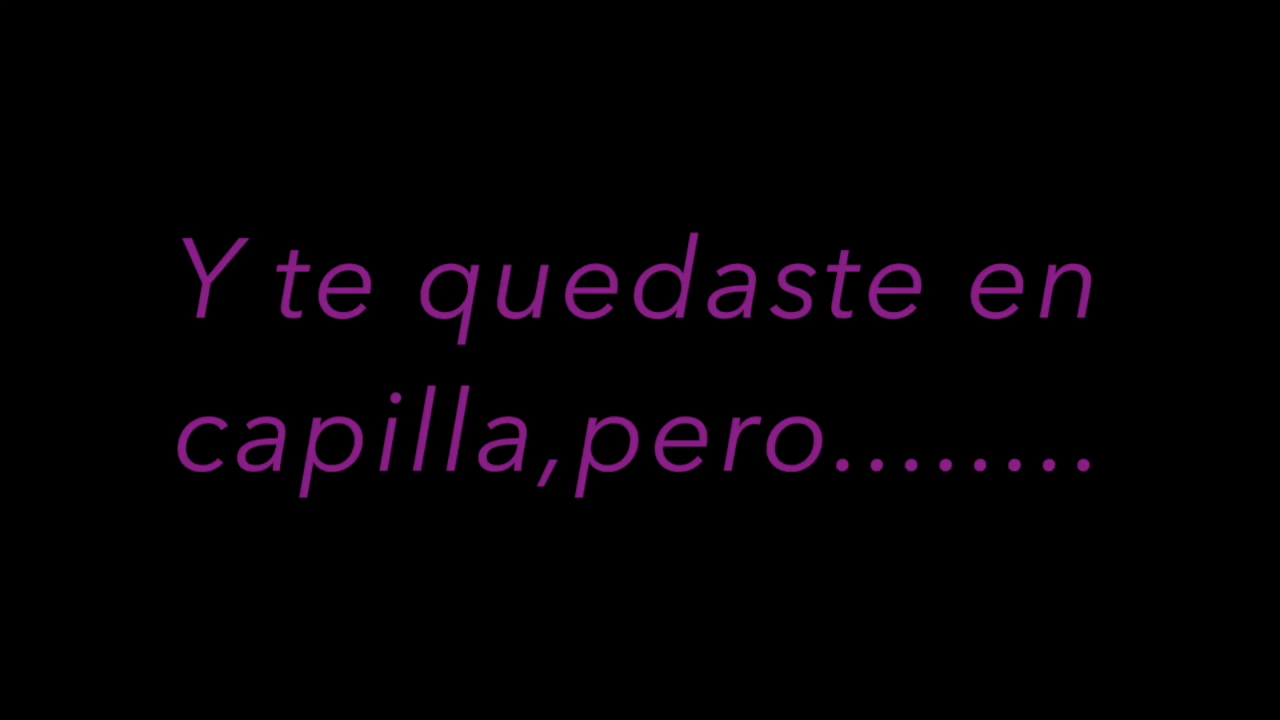 Y te quedaste en
capilla,pero........